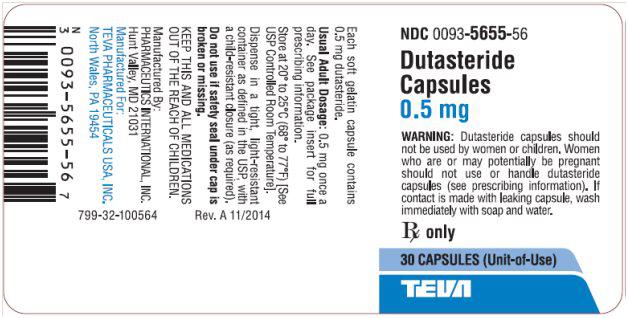 NDC 0093-5655-56
Dutasteride
Capsules
0.5 mg
WARNING: Dutasteride capsules should
not be used by women or children. Women
who are or may potentially be pregnant
should not use or handle dutasteride
capsules (see prescribing information). If
contact is made with leaking capsule, wash
immediately with soap and water.
Rx only
30 CAPSULES (Unit-of-Use)
TEVA
Each soft gelatin capsule contains
0.5 mg dutasteride.
Usual Adult Dosage: 0.5 mg once a
day. See package insert for full
prescribing information.
Store at 20° to 25°C (68° to 77°F) [See
USP Controlled Room Temperature].
Dispense in a tight, light-resistant
container as defined in the USP, with
a child-resistant closure (as required).
Do not use if safety seal under cap is
broken or missing.
KEEP THIS AND ALL MEDICATIONS
OUT OF THE REACH OF CHILDREN.
Manufactured By:
PHARMACEUTICS INTERNATIONAL, INC.
Hunt Valley, MD 21031
Manufactured For:
TEVA PHARMACEUTICALS USA, INC.
North Wales, PA 19454
N
3 0093-5655-56 7
799-32-100564
Rev. A 11/2014